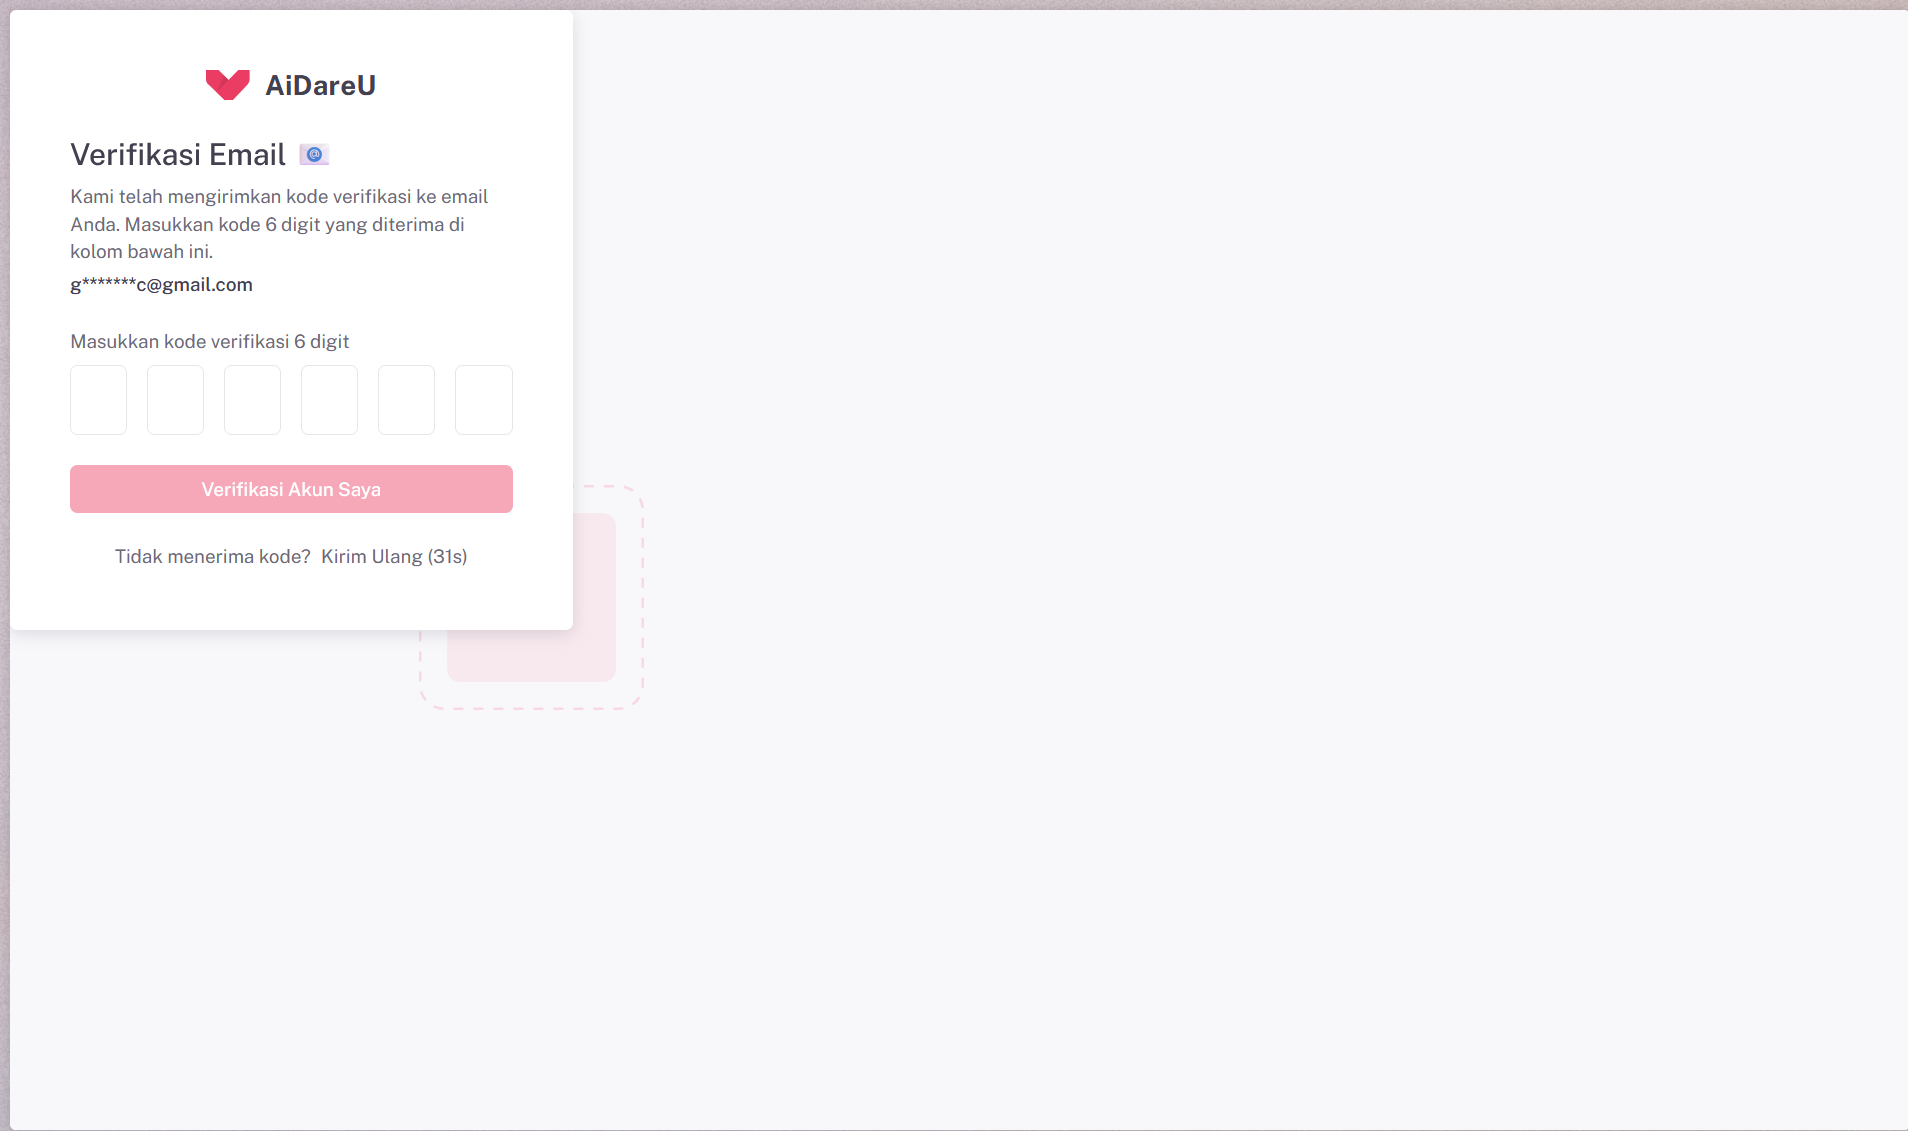 AiDareU
Verifikasi Email
Kami telah mengirimkan kode verifikasi ke email
Anda. Masukkan kode 6 digit yang diterima di
kolom bawah ini.
g*******c@gmail.com
Masukkan kode verifikasi 6 digit
Verifikasi Akun Saya
Tidak menerima kode? Kirim Ulang (31s)